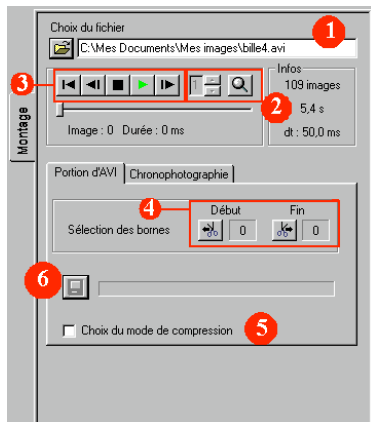 Choix du fichier
1
C:\Mes Documents\Mes images\bille4.avi
Infos
3
1
109 images
2
5,4 s
Image : 0 Durée : 0 ms
dt : 50,0 ms
Montage
Portion d'AVI
Chronophotographie
4
Début
Fin
Sélection des bornes
0
0
6
Choix du mode de compression
5